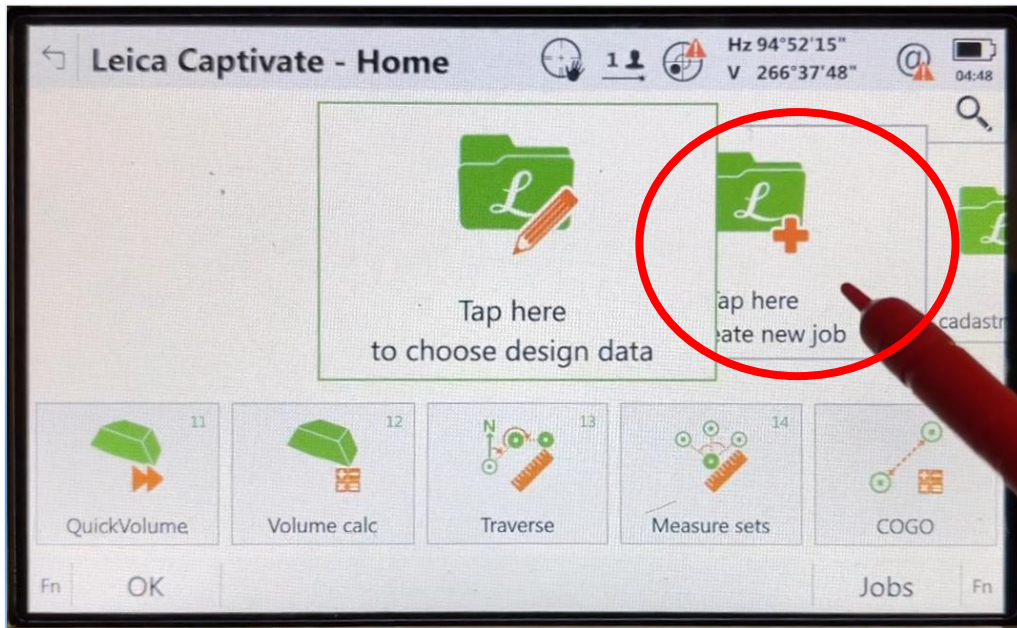 Leica Captivate - Home
1
Hz 94°52'15"
V 266°37'48"
@
04:48
L
L
L
Tap here
to choose design data
ap here
eate new job
cadastr
11
12
N
13
14
QuickVolume
Volume calc
Traverse
Measure sets
COGO
Fn
OK
Jobs
Fn